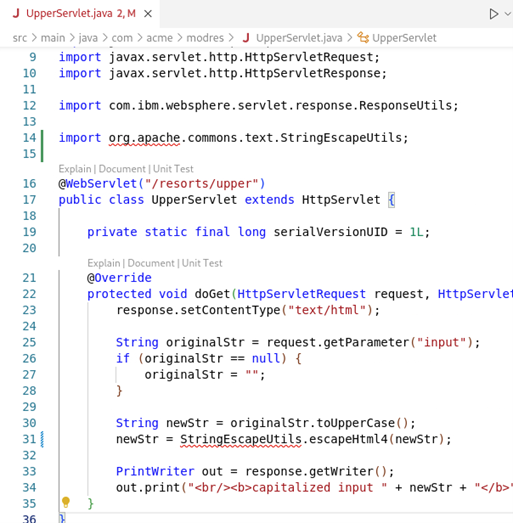 UpperServlet.java 2, M
src > main > java > com > acme > modres > UpperServlet.java > UpperServlet
9 import javax.servlet.http.HttpServletRequest;
10 import javax.servlet.http.HttpServletResponse;
11
12 import com.ibm.websphere.servlet.response.ResponseUtils;
13
14 import org.apache.commons.text.StringEscapeUtils;
15
Explain | Document | Unit Test
16 @WebServlet("/resorts/upper")
17 public class UpperServlet extends HttpServlet {
18
19 private static final long serialVersionUID = 1L;
20
Explain | Document | Unit Test
21 @Override
22 protected void doGet(HttpServletRequest request, HttpServlet
23 response.setContentType("text/html");
24
25 String originalStr = request.getParameter("input");
26 if (originalStr == null) {
27 originalStr = "";
28 }
29
30 String newStr = originalStr.toUpperCase();
31 newStr = StringEscapeUtils.escapeHtml4(newStr);
32
33 PrintWriter out = response.getWriter();
34 out.print("<br/><b>capitalized input " + newStr + "</b>"
35 }
36 }